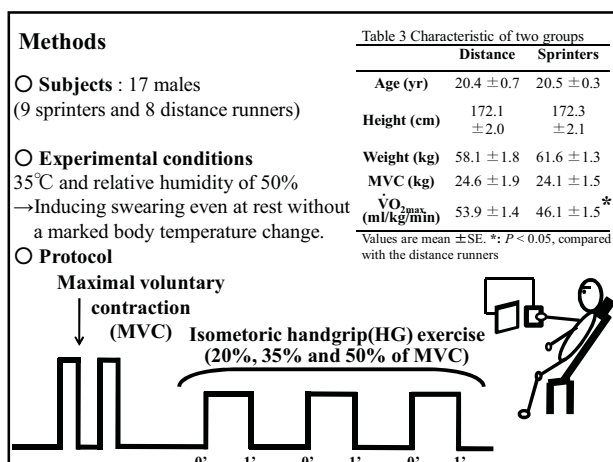 Methods
○ Subjects : 17 males
(9 sprinters and 8 distance runners)
○ Experimental conditions
35℃ and relative humidity of 50%
→Inducing swearing even at rest without
a marked body temperature change.
○ Protocol
Table 3 Characteristic of two groups
Distance Sprinters
Age (yr) 20.4 ±0.7 20.5 ±0.3
Height (cm) 172.1 ±2.0 172.3 ±2.1
Weight (kg) 58.1 ±1.8 61.6 ±1.3
MVC (kg) 24.6 ±1.9 24.1 ±1.5
V̇O2max (ml/kg/min) 53.9 ±1.4 46.1 ±1.5*
Values are mean ±SE. *: P < 0.05, compared
with the distance runners
Maximal voluntary
contraction
(MVC)
Isometoric handgrip(HG) exercise
(20%, 35% and 50% of MVC)
0' 1' 0' 1' 0' 1'